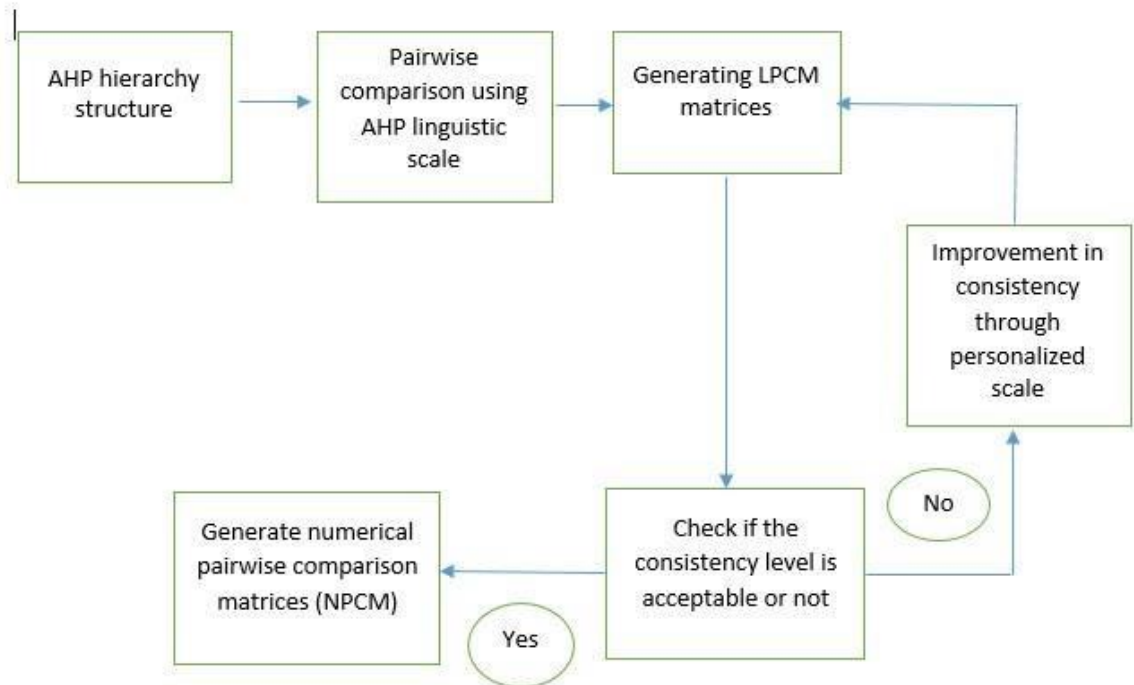 AHP hierarchy
structure
Pairwise
comparison using
AHP linguistic
scale
Generating LPCM
matrices
Improvement in
consistency
through
personalized
scale
No
Check if the
consistency level is
acceptable or not
Yes
Generate numerical
pairwise comparison
matrices (NPCM)